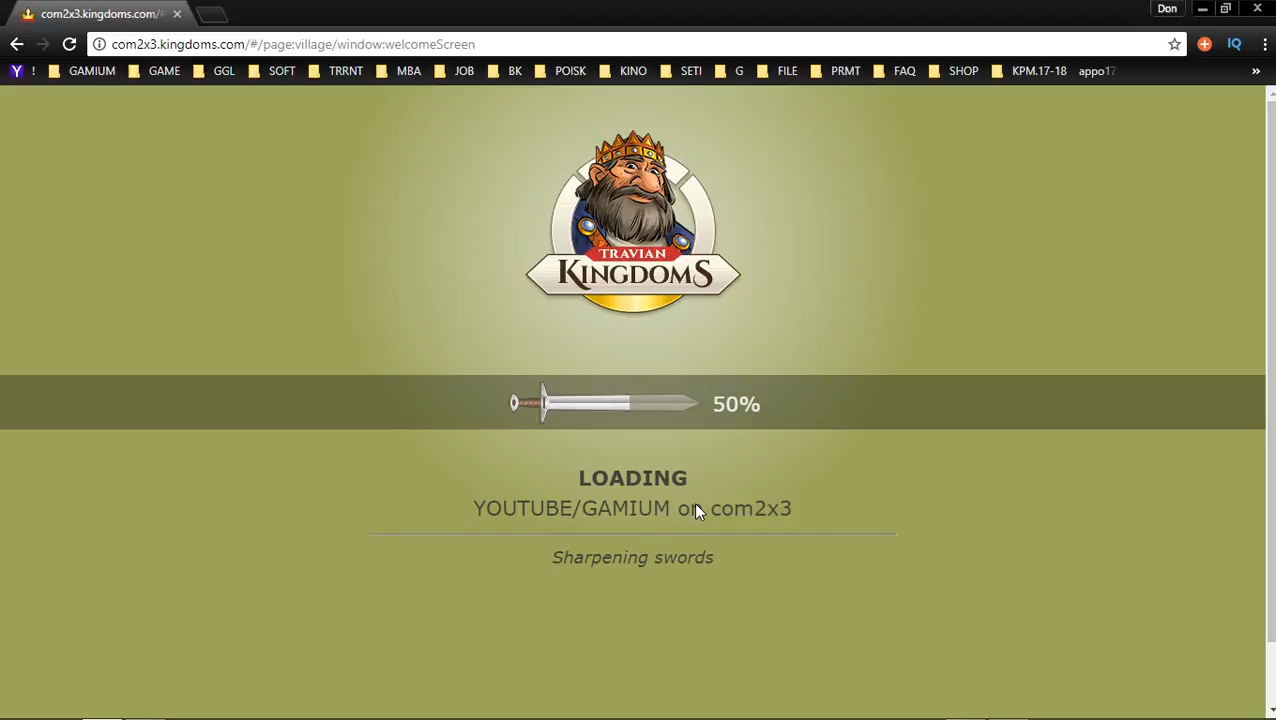 com2x3.kingdoms.com/#
Don
com2x3.kingdoms.com/#/page:village/window:welcomeScreen
IQ
Y ! GAMIUM GAME GGL SOFT TRRNT MBA JOB BK POISK KINO SETI G FILE PRMT FAQ SHOP KPM.17-18 appo17 »
TRAVIAN
KINGDOMS
50%
LOADING
YOUTUBE/GAMIUM on com2x3
Sharpening swords